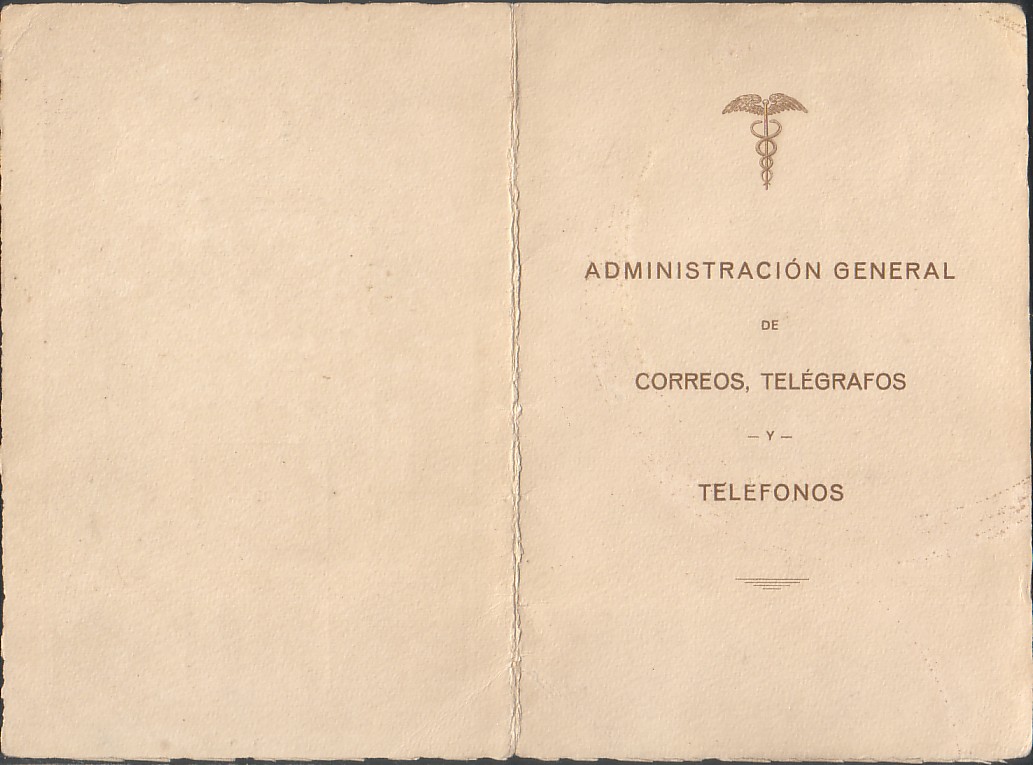 ADMINISTRACIÓN GENERAL
DE
CORREOS, TELÉGRAFOS
— Y —
TELEFONOS